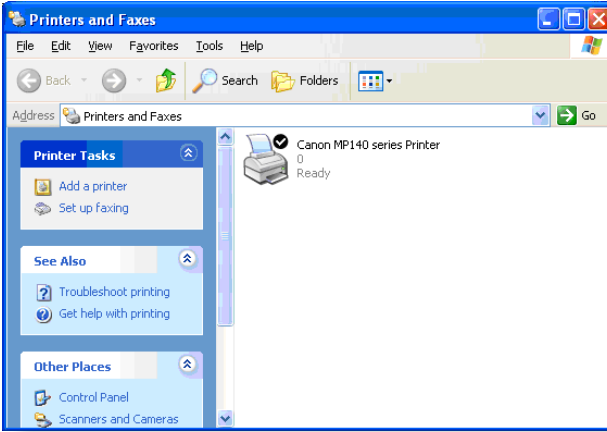 Printers and Faxes
File Edit View Favorites Tools Help
Back Search Folders
Address Printers and Faxes Go
Printer Tasks
Add a printer
Set up faxing
See Also
Troubleshoot printing
Get help with printing
Other Places
Control Panel
Scanners and Cameras
Canon MP140 series Printer
0
Ready